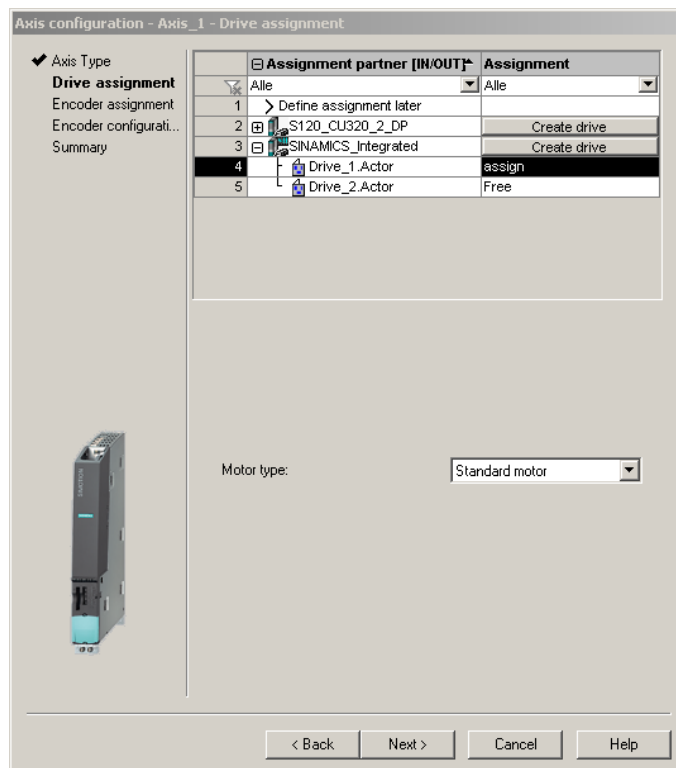 Axis configuration - Axis_1 - Drive assignment
Axis Type
Drive assignment
Encoder assignment
Encoder configurati...
Summary
Assignment partner [IN/OUT] Assignment
Alle Alle
1 Define assignment later
2 S120_CU320_2_DP Create drive
3 SINAMICS_Integrated Create drive
4 Drive_1.Actor assign
5 Drive_2.Actor Free
Motor type: Standard motor
SIMOTION
< Back Next > Cancel Help